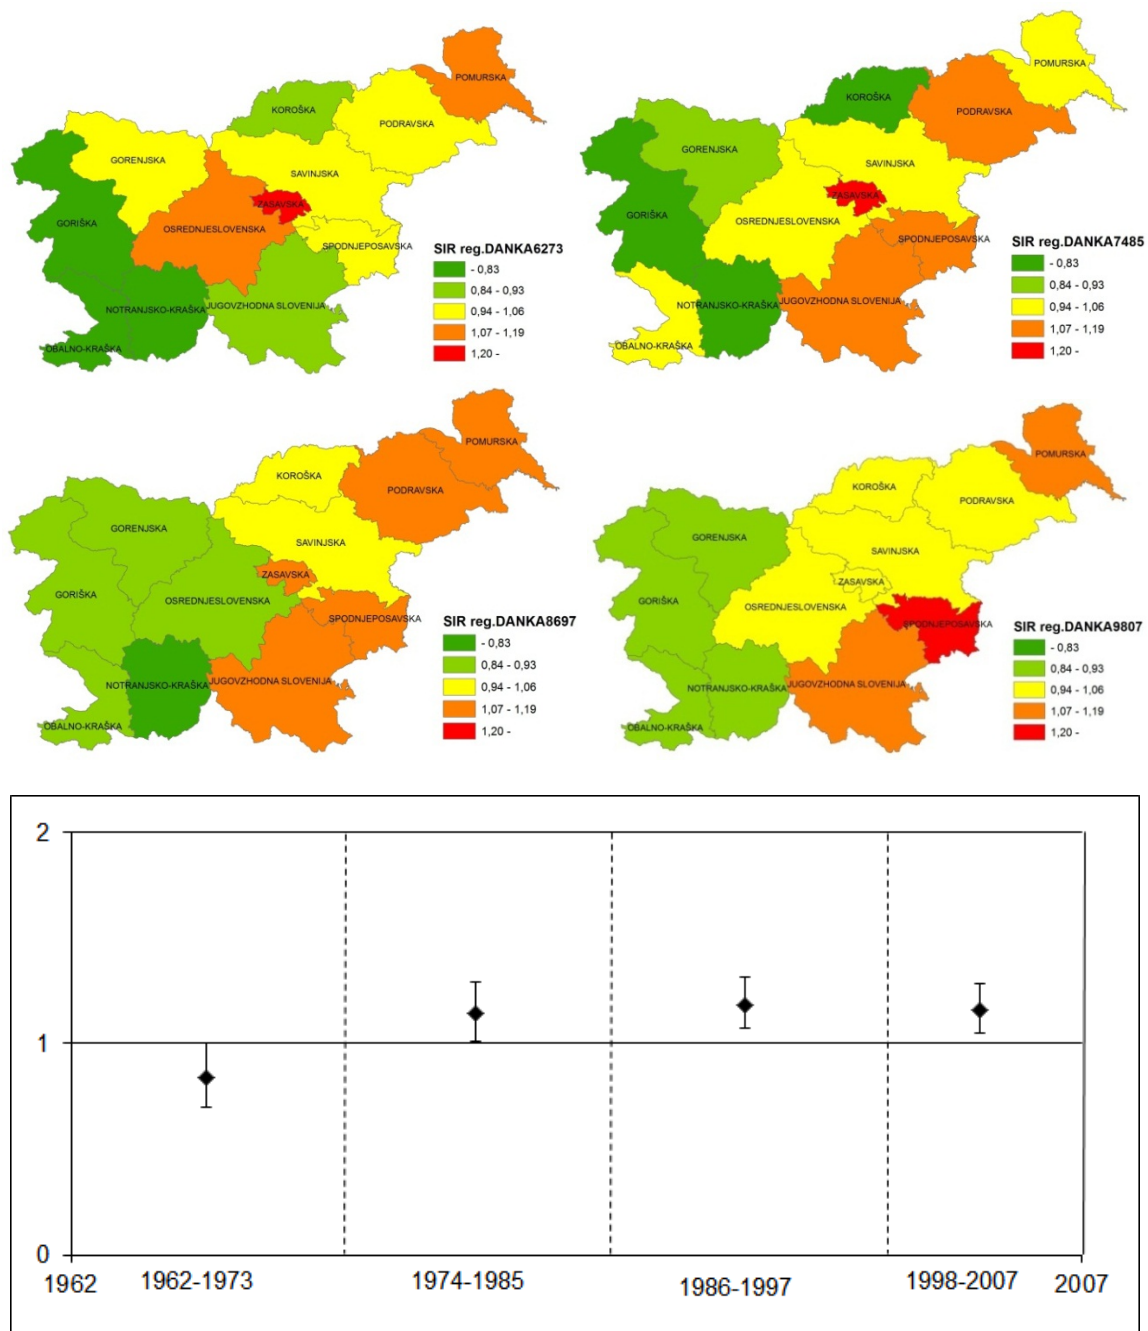 POMURSKA
KOROŠKA
PODRAVSKA
GORENJSKA
SAVINJSKA
ZASAVSKA
GORIŠKA
OSREDNJESLOVENSKA
SPODNJEPOSAVSKA
NOTRANJSKO-KRAŠKA
JUGOVZHODNA SLOVENIJA
OBALNO-KRAŠKA
SIR reg.DANKA6273
- 0,83
0,84 - 0,93
0,94 - 1,06
1,07 - 1,19
1,20 -
POMURSKA
KOROŠKA
PODRAVSKA
GORENJSKA
SAVINJSKA
ZASAVSKA
GORIŠKA
OSREDNJESLOVENSKA
SPODNJEPOSAVSKA
NOTRANJSKO-KRAŠKA
JUGOVZHODNA SLOVENIJA
OBALNO-KRAŠKA
SIR reg.DANKA7485
- 0,83
0,84 - 0,93
0,94 - 1,06
1,07 - 1,19
1,20 -
POMURSKA
KOROŠKA
PODRAVSKA
GORENJSKA
SAVINJSKA
ZASAVSKA
GORIŠKA
OSREDNJESLOVENSKA
SPODNJEPOSAVSKA
NOTRANJSKO-KRAŠKA
JUGOVZHODNA SLOVENIJA
OBALNO-KRAŠKA
SIR reg.DANKA8697
- 0,83
0,84 - 0,93
0,94 - 1,06
1,07 - 1,19
1,20 -
POMURSKA
KOROŠKA
PODRAVSKA
GORENJSKA
SAVINJSKA
ZASAVSKA
GORIŠKA
OSREDNJESLOVENSKA
SPODNJEPOSAVSKA
NOTRANJSKO-KRAŠKA
JUGOVZHODNA SLOVENIJA
OBALNO-KRAŠKA
SIR reg.DANKA9807
- 0,83
0,84 - 0,93
0,94 - 1,06
1,07 - 1,19
1,20 -
2
1
0
1962 1962-1973 1974-1985 1986-1997 1998-2007 2007